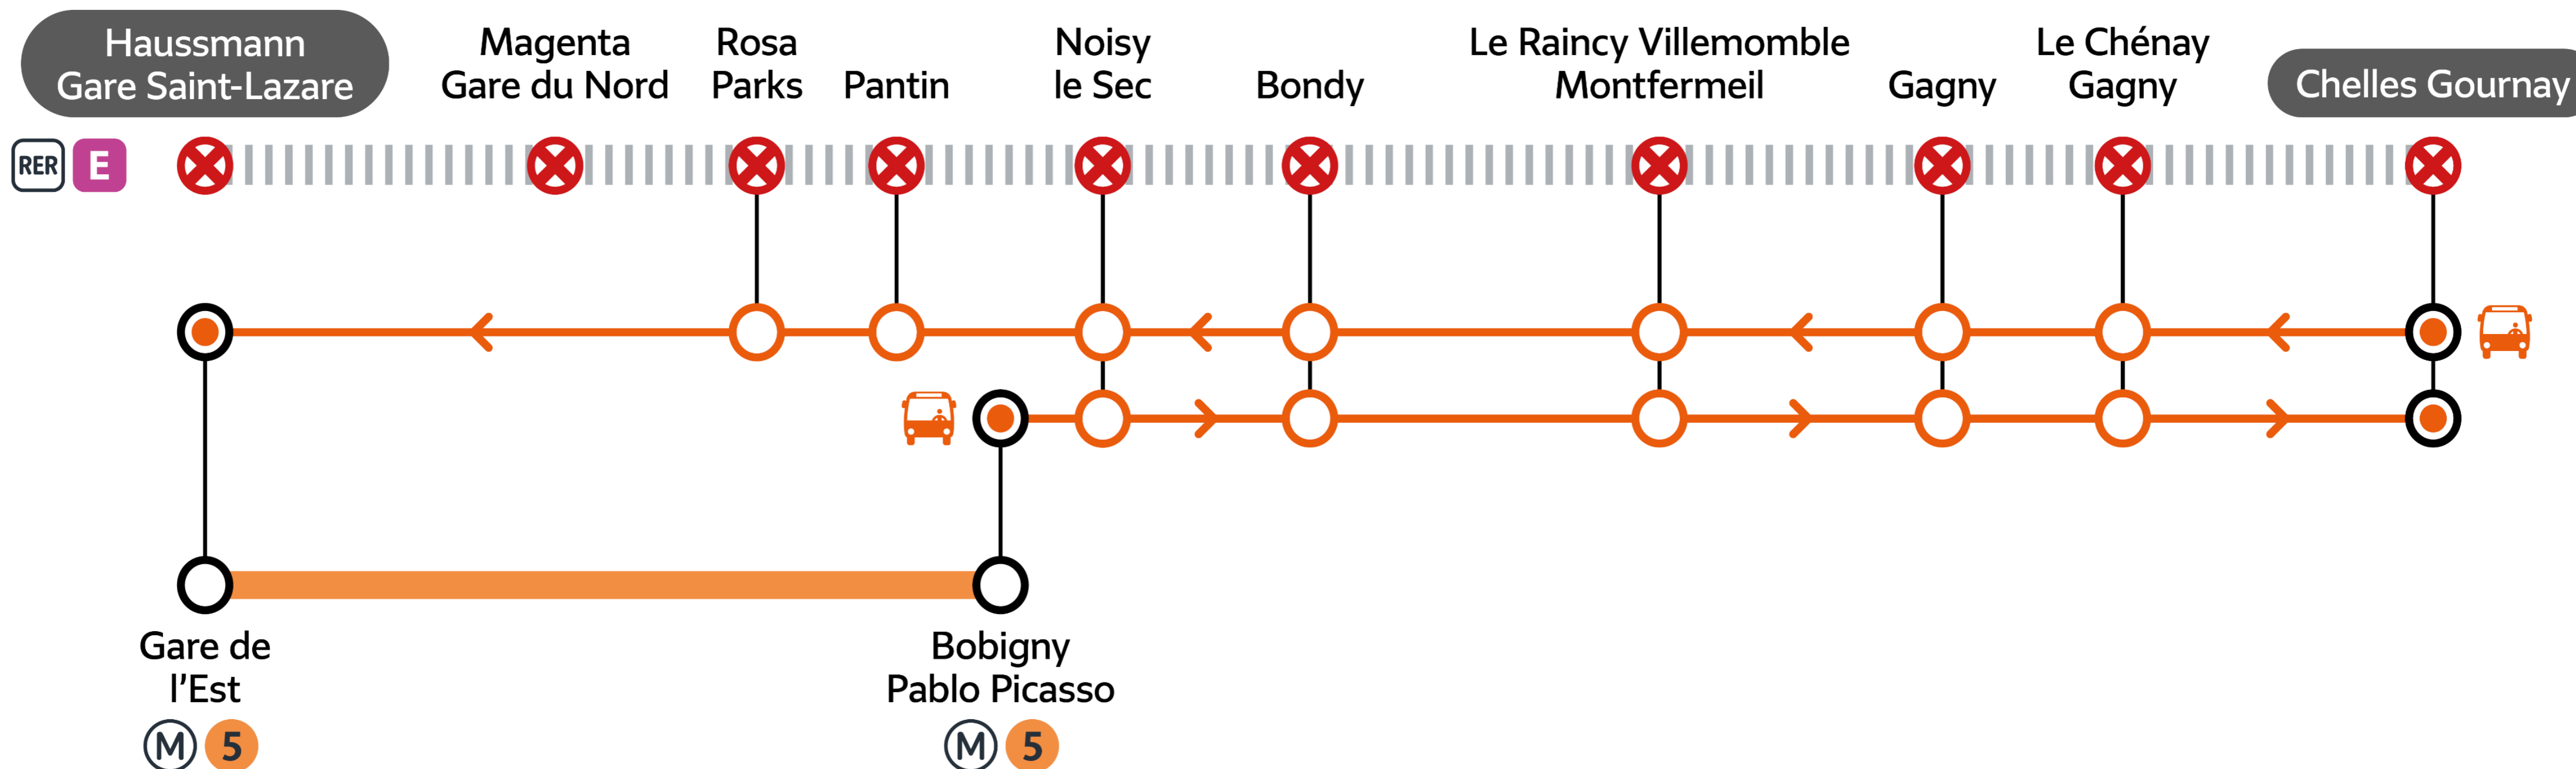 Haussmann
Gare Saint-Lazare
Magenta
Gare du Nord
Rosa
Parks
Pantin
Noisy
le Sec
Bondy
Le Raincy Villemomble
Montfermeil
Gagny
Le Chénay
Gagny
Chelles Gournay
RER E
Gare de
l'Est
M 5
Bobigny
Pablo Picasso
M 5